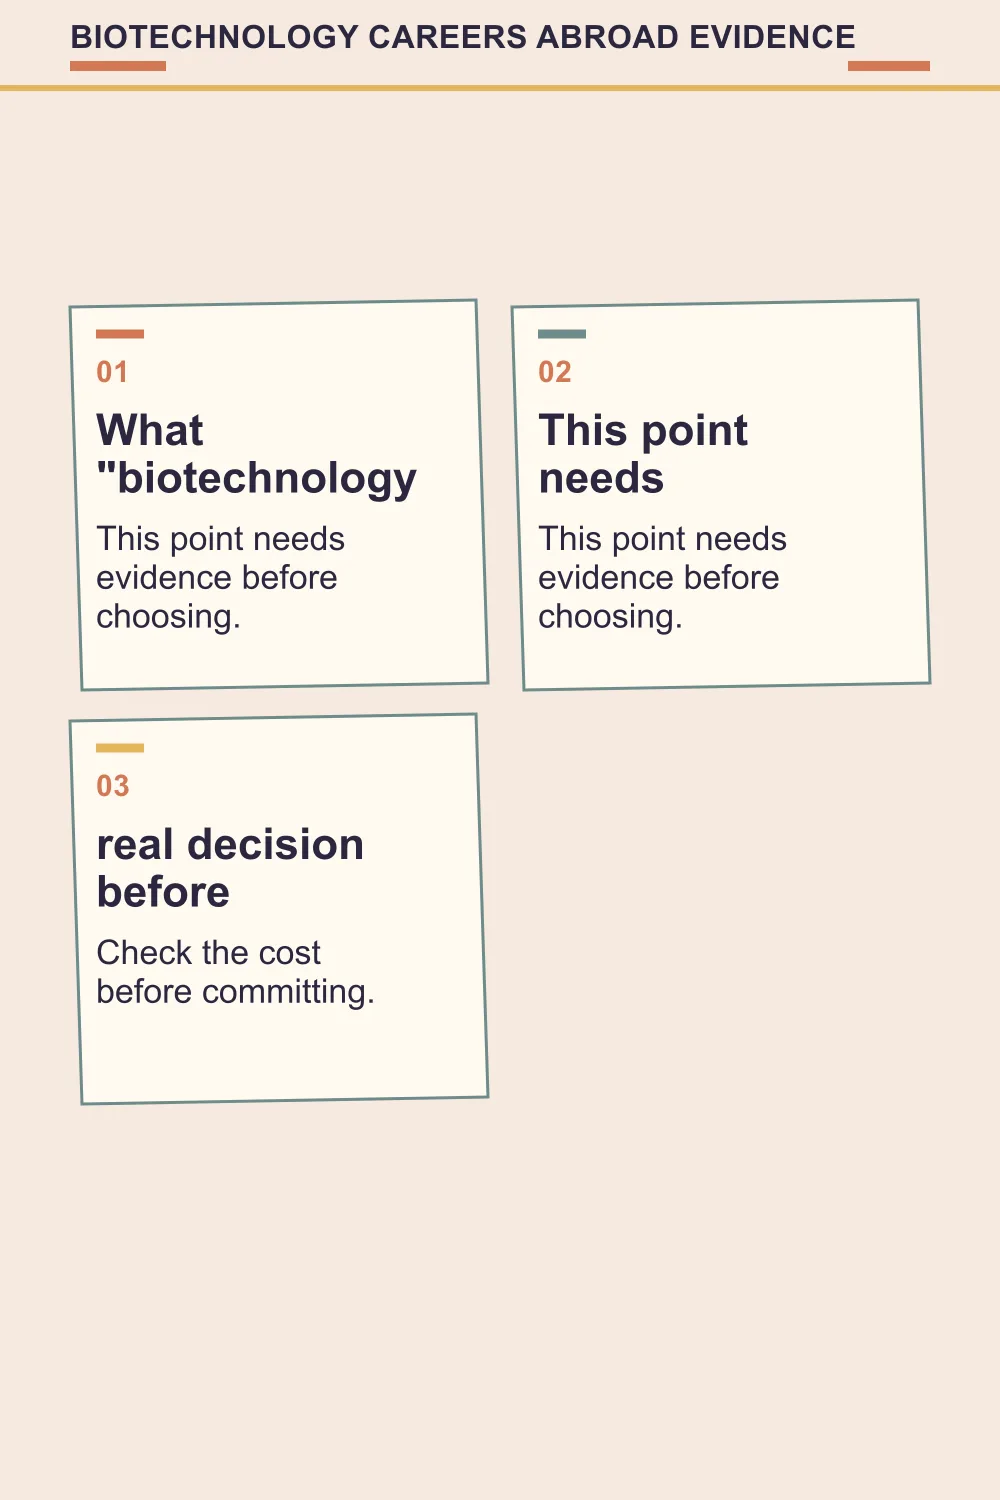 BIOTECHNOLOGY CAREERS ABROAD EVIDENCE
01
What
"biotechnology
This point needs
evidence before
choosing.
02
This point
needs
This point needs
evidence before
choosing.
03
real decision
before
Check the cost
before committing.